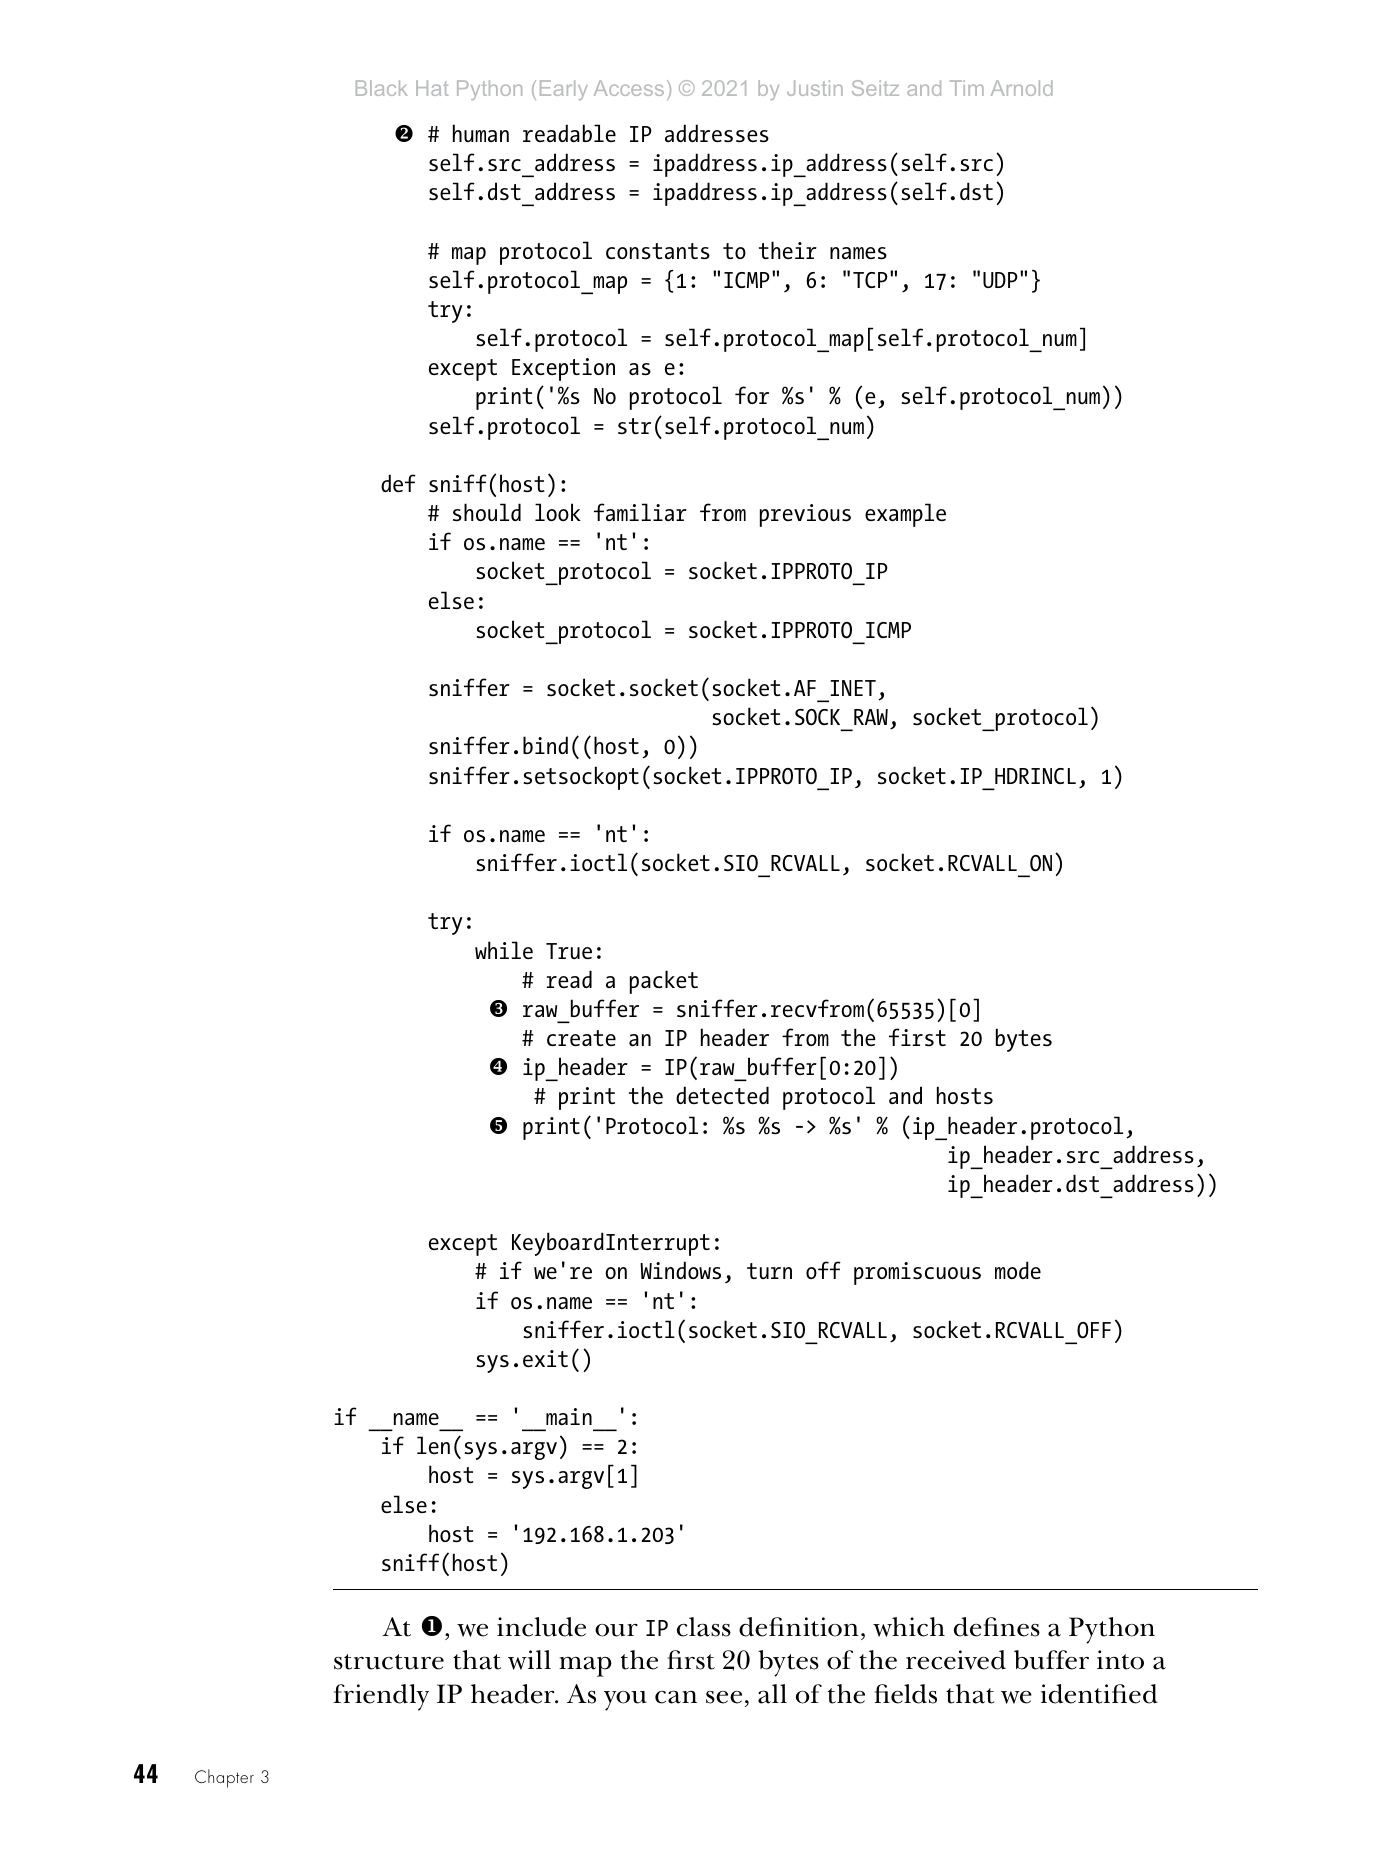 Black Hat Python (Early Access) © 2021 by Justin Seitz and Tim Arnold
❷ # human readable IP addresses
self.src_address = ipaddress.ip_address(self.src)
self.dst_address = ipaddress.ip_address(self.dst)
# map protocol constants to their names
self.protocol_map = {1: "ICMP", 6: "TCP", 17: "UDP"}
try:
self.protocol = self.protocol_map[self.protocol_num]
except Exception as e:
print('%s No protocol for %s' % (e, self.protocol_num))
self.protocol = str(self.protocol_num)
def sniff(host):
# should look familiar from previous example
if os.name == 'nt':
socket_protocol = socket.IPPROTO_IP
else:
socket_protocol = socket.IPPROTO_ICMP
sniffer = socket.socket(socket.AF_INET,
socket.SOCK_RAW, socket_protocol)
sniffer.bind((host, 0))
sniffer.setsockopt(socket.IPPROTO_IP, socket.IP_HDRINCL, 1)
if os.name == 'nt':
sniffer.ioctl(socket.SIO_RCVALL, socket.RCVALL_ON)
try:
while True:
# read a packet
❸ raw_buffer = sniffer.recvfrom(65535)[0]
# create an IP header from the first 20 bytes
❹ ip_header = IP(raw_buffer[0:20])
# print the detected protocol and hosts
❺ print('Protocol: %s %s -> %s' % (ip_header.protocol,
ip_header.src_address,
ip_header.dst_address))
except KeyboardInterrupt:
# if we're on Windows, turn off promiscuous mode
if os.name == 'nt':
sniffer.ioctl(socket.SIO_RCVALL, socket.RCVALL_OFF)
sys.exit()
if __name__ == '__main__':
if len(sys.argv) == 2:
host = sys.argv[1]
else:
host = '192.168.1.203'
sniff(host)
At ❶, we include our IP class definition, which defines a Python
structure that will map the first 20 bytes of the received buffer into a
friendly IP header. As you can see, all of the fields that we identified
44 Chapter 3